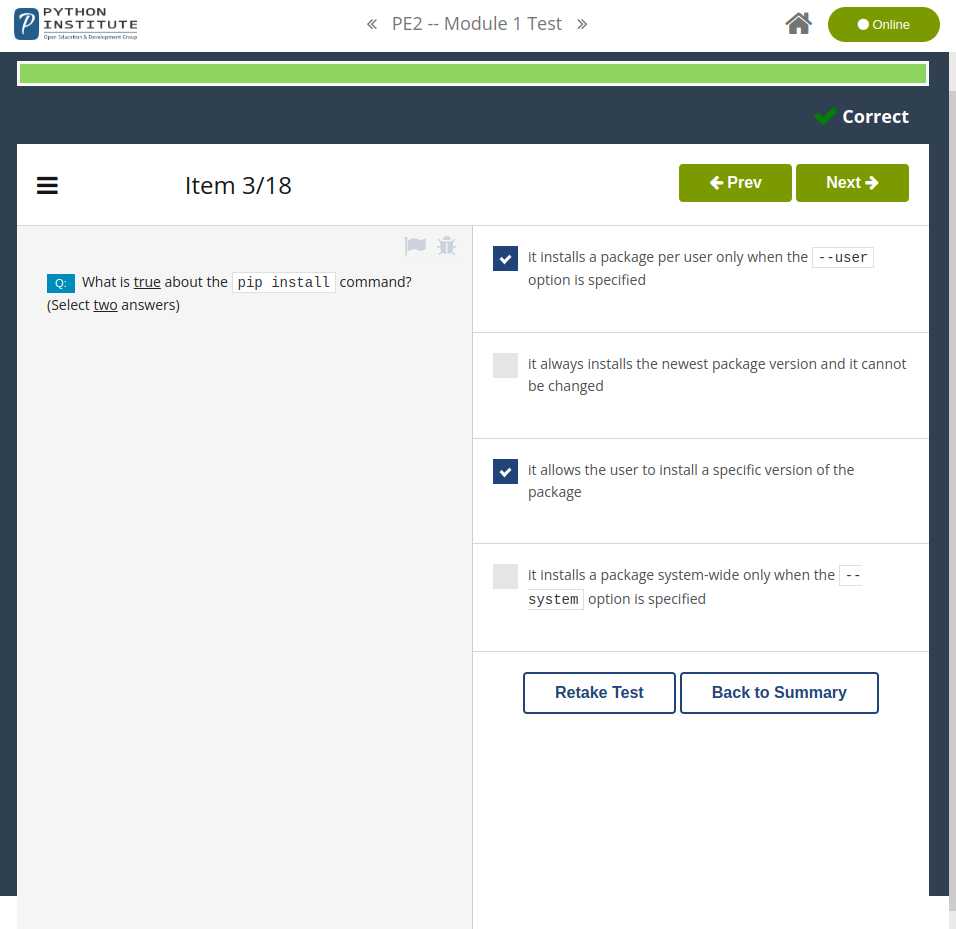 PYTHON
INSTITUTE
Open Education & Development Group
« PE2 -- Module 1 Test »
Online
Correct
Item 3/18
Prev
Next
Q: What is true about the pip install command?
(Select two answers)
it installs a package per user only when the --user
option is specified
it always installs the newest package version and it cannot
be changed
it allows the user to install a specific version of the
package
it installs a package system-wide only when the --
system option is specified
Retake Test
Back to Summary